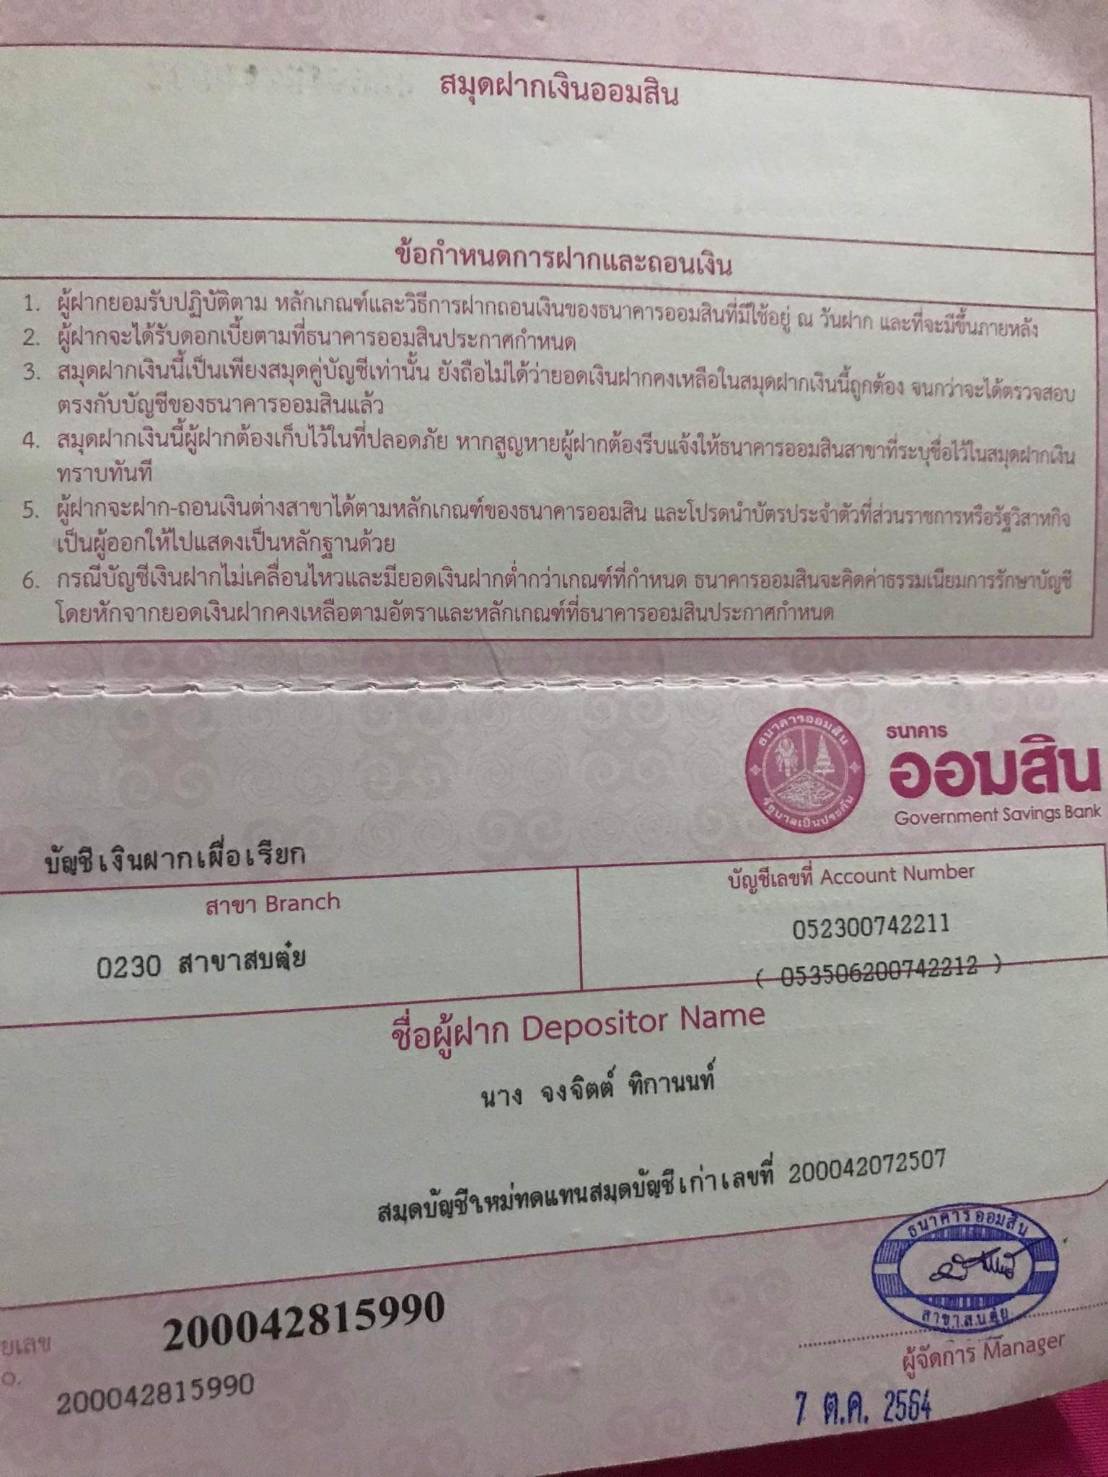 สมุดฝากเงินออมสิน
ข้อกำหนดการฝากและถอนเงิน
1. ผู้ฝากยอมรับปฏิบัติตาม หลักเกณฑ์และวิธีการฝากถอนเงินของธนาคารออมสินที่มีใช้อยู่ ณ วันฝาก และที่จะมีขึ้นภายหลัง
2. ผู้ฝากจะได้รับดอกเบี้ยตามที่ธนาคารออมสินประกาศกำหนด
3. สมุดฝากเงินนี้เป็นเพียงสมุดคู่บัญชีเท่านั้น ยังถือไม่ได้ว่ายอดเงินฝากคงเหลือในสมุดฝากเงินนี้ถูกต้อง จนกว่าจะได้ตรวจสอบ
ตรงกับบัญชีของธนาคารออมสินแล้ว
4. สมุดฝากเงินนี้ผู้ฝากต้องเก็บไว้ในที่ปลอดภัย หากสูญหายผู้ฝากต้องรีบแจ้งให้ธนาคารออมสินสาขาที่ระบุชื่อไว้ในสมุดฝากเงิน
ทราบทันที
5. ผู้ฝากจะฝาก-ถอนเงินต่างสาขาได้ตามหลักเกณฑ์ของธนาคารออมสิน และโปรดนำบัตรประจำตัวที่ส่วนราชการหรือรัฐวิสาหกิจ
เป็นผู้ออกให้ไปแสดงเป็นหลักฐานด้วย
6. กรณีบัญชีเงินฝากไม่เคลื่อนไหวและมียอดเงินฝากต่ำกว่าเกณฑ์ที่กำหนด ธนาคารออมสินจะคิดค่าธรรมเนียมการรักษาบัญชี
โดยหักจากยอดเงินฝากคงเหลือตามอัตราและหลักเกณฑ์ที่ธนาคารออมสินประกาศกำหนด
ธนาคารออมสิน
รัฐบาลเป็นประกัน
ธนาคาร
ออมสิน
Government Savings Bank
บัญชีเงินฝากเผื่อเรียก
สาขา Branch
บัญชีเลขที่ Account Number
0230 สาขาสบตุ๋ย
052300742211
( 053506200742212 )
ชื่อผู้ฝาก Depositor Name
นาง จงจิตต์ ทิกานนท์
สมุดบัญชีใหม่ทดแทนสมุดบัญชีเก่าเลขที่ 200042072507
ธนาคารออมสิน
สาขา.ส.บ.ตุ๋ย.
200042815990
ยเลข
o.
200042815990
ผู้จัดการ Manager
7 ต.ค. 2564